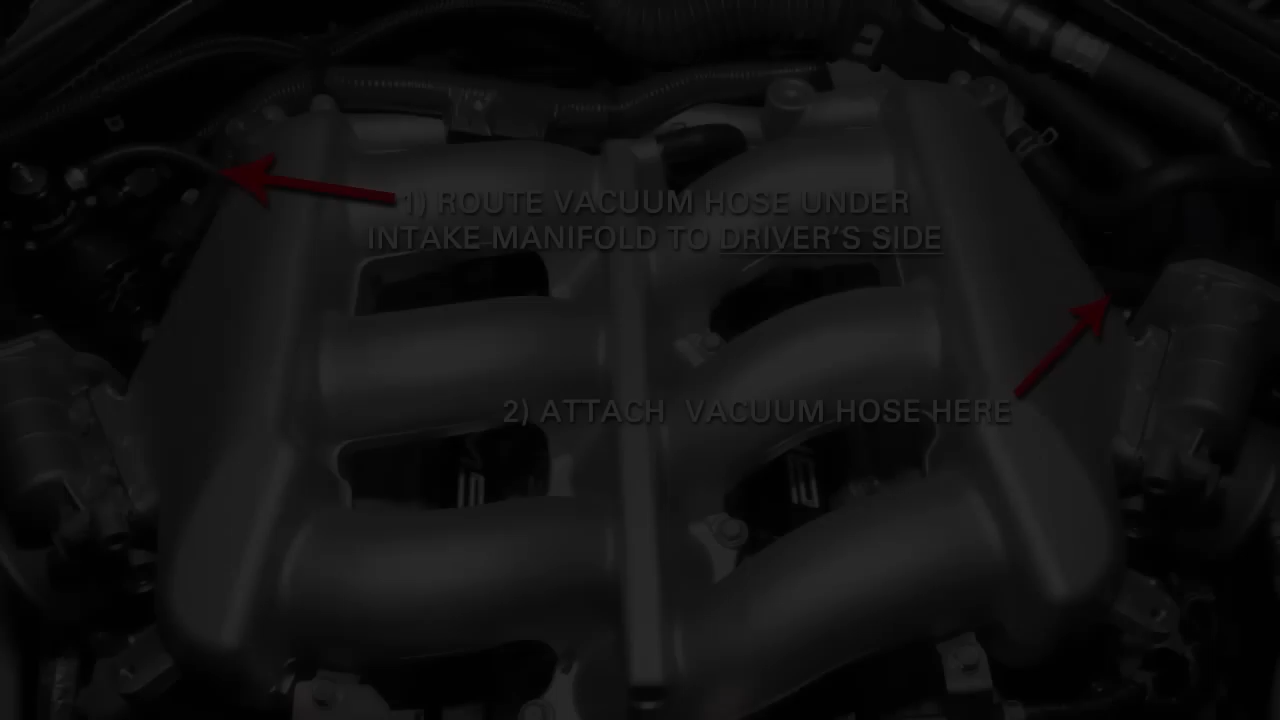 1) ROUTE VACUUM HOSE UNDER
INTAKE MANIFOLD TO DRIVER'S SIDE
2) ATTACH VACUUM HOSE HERE